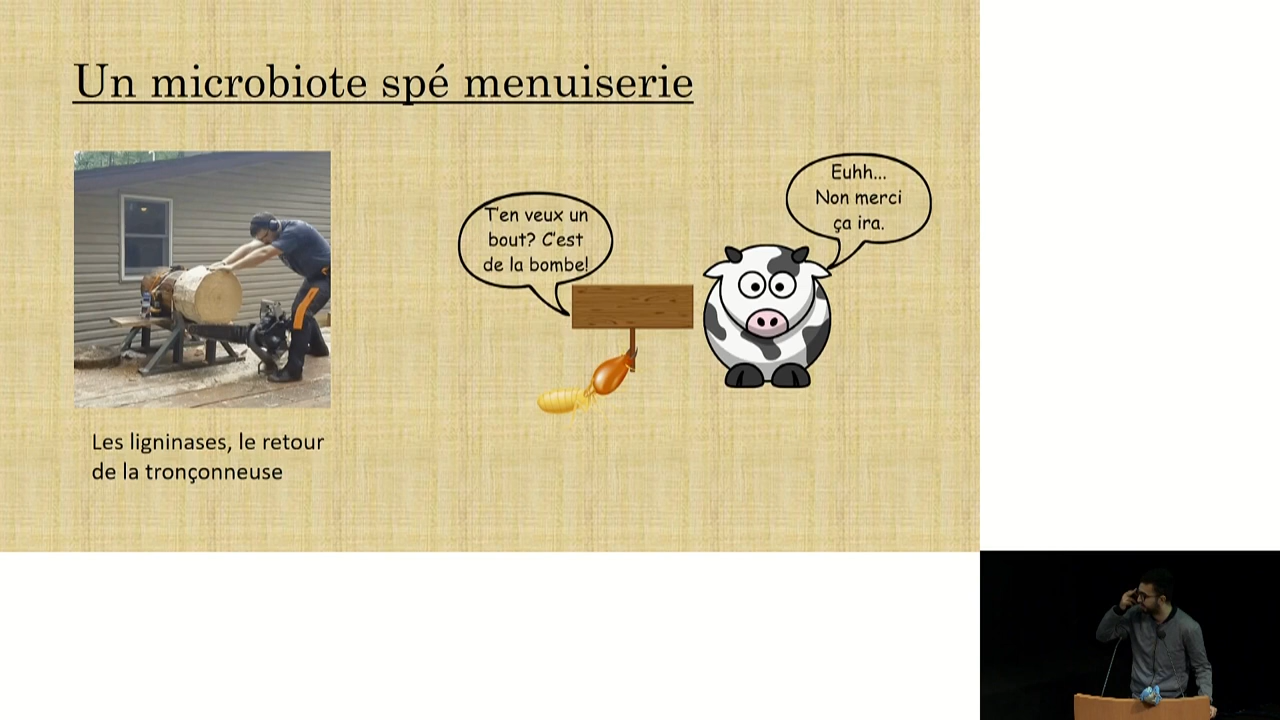 Un microbiote spé menuiserie
T'en veux un
bout? C'est
de la bombe!
Euhh...
Non merci
ça ira.
Les ligninases, le retour
de la tronçonneuse